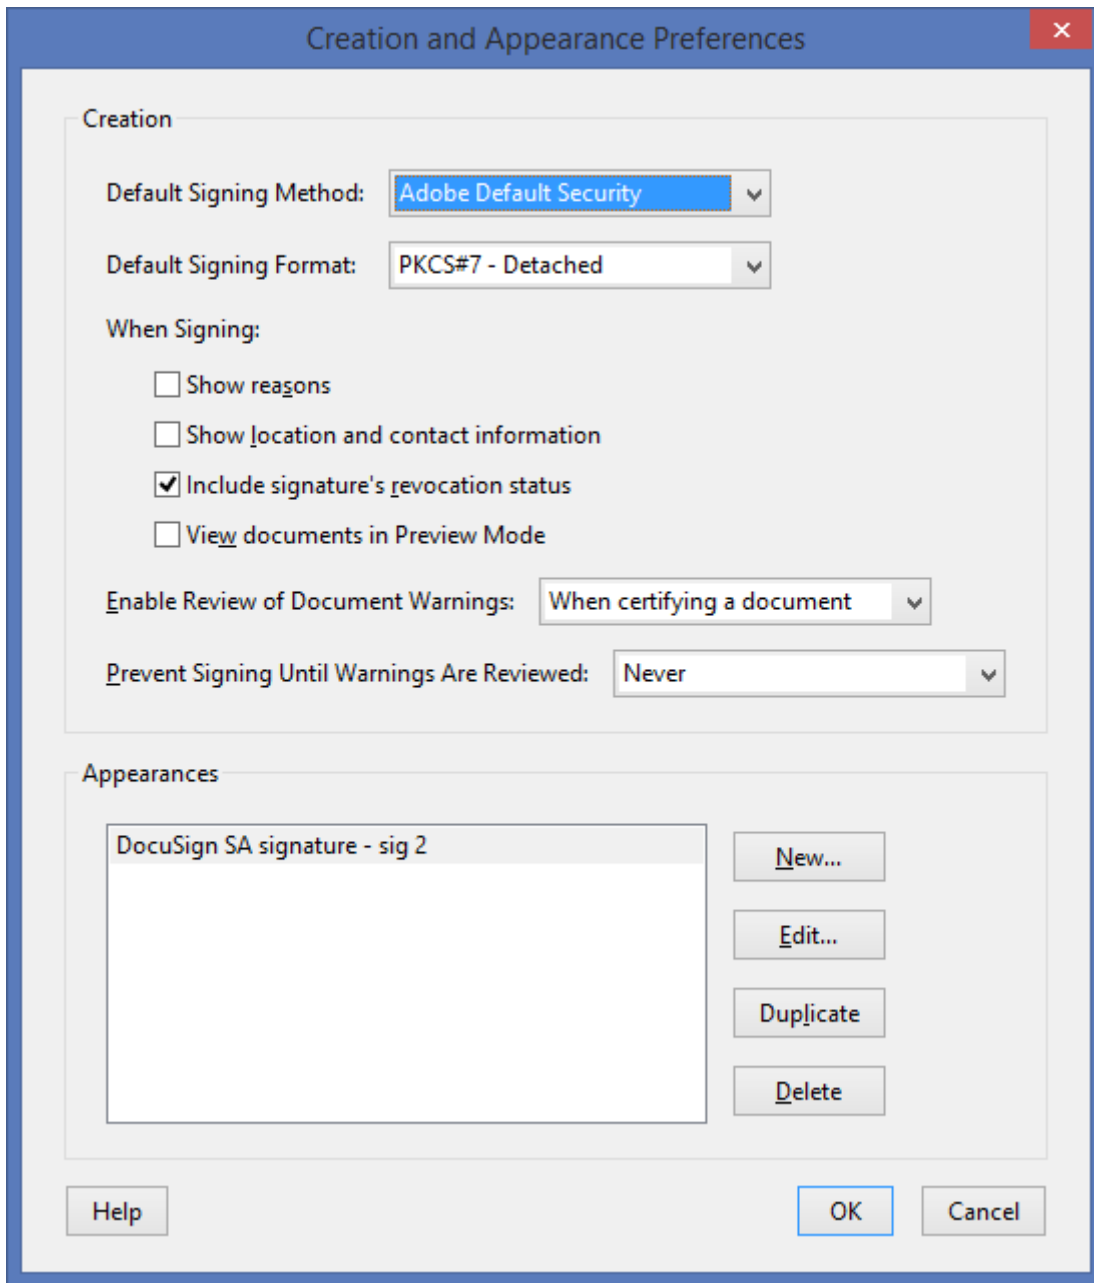 Creation and Appearance Preferences
Creation
Default Signing Method: Adobe Default Security
Default Signing Format: PKCS#7 - Detached
When Signing:
Show reasons
Show location and contact information
Include signature's revocation status
View documents in Preview Mode
Enable Review of Document Warnings: When certifying a document
Prevent Signing Until Warnings Are Reviewed: Never
Appearances
DocuSign SA signature - sig 2
New...
Edit...
Duplicate
Delete
Help OK Cancel